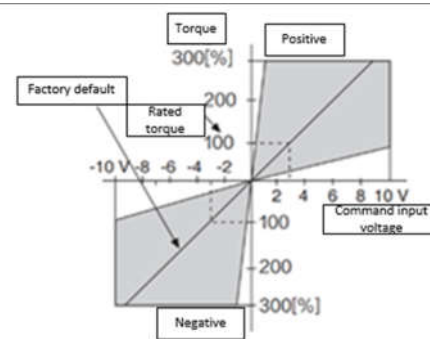 Torque
Positive
300[%]
Factory default
200
Rated
torque
100
-10 V -8 -6 -4 -2
2 4 6 8 10 V
Command input
voltage
100
200
300[%]
Negative